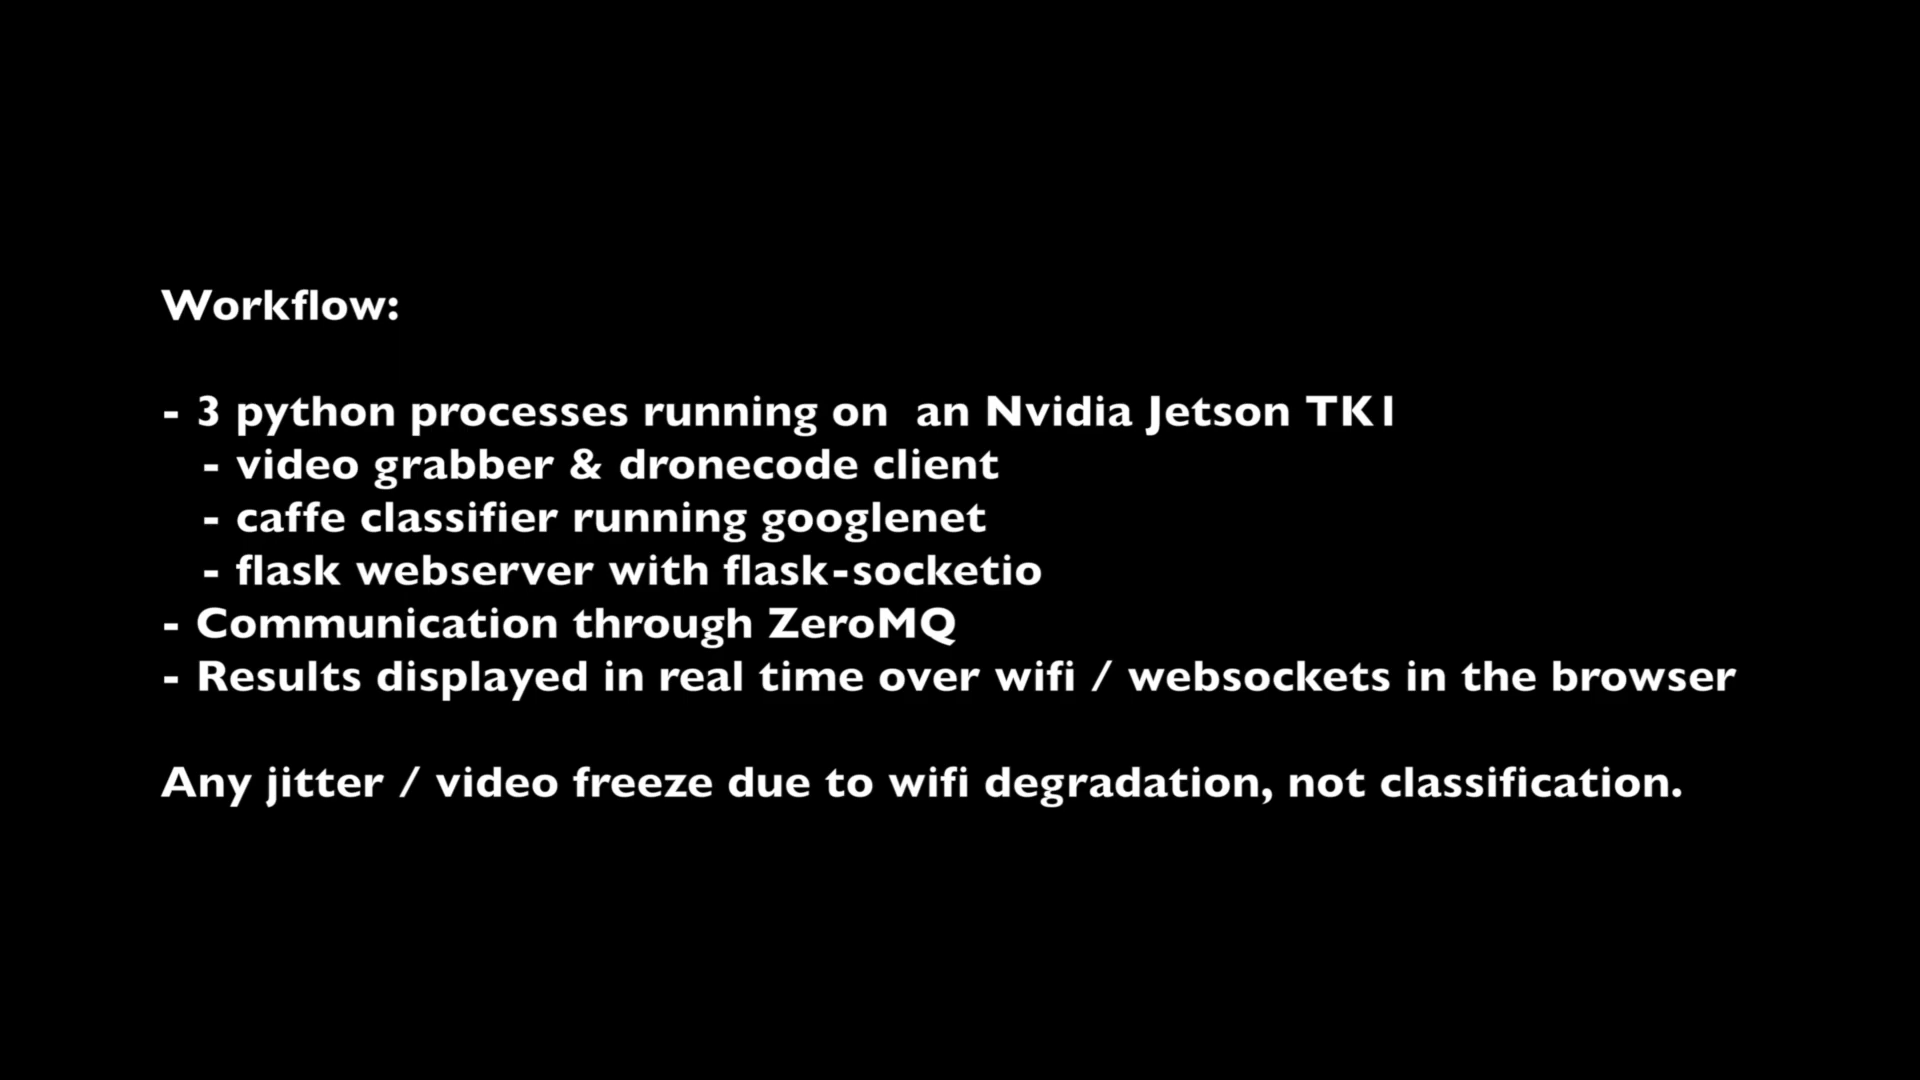 Workflow:
- 3 python processes running on  an Nvidia Jetson TK1
- video grabber & dronecode client
- caffe classifier running googlenet
- flask webserver with flask-socketio
- Communication through ZeroMQ
- Results displayed in real time over wifi / websockets in the browser
Any jitter / video freeze due to wifi degradation, not classification.